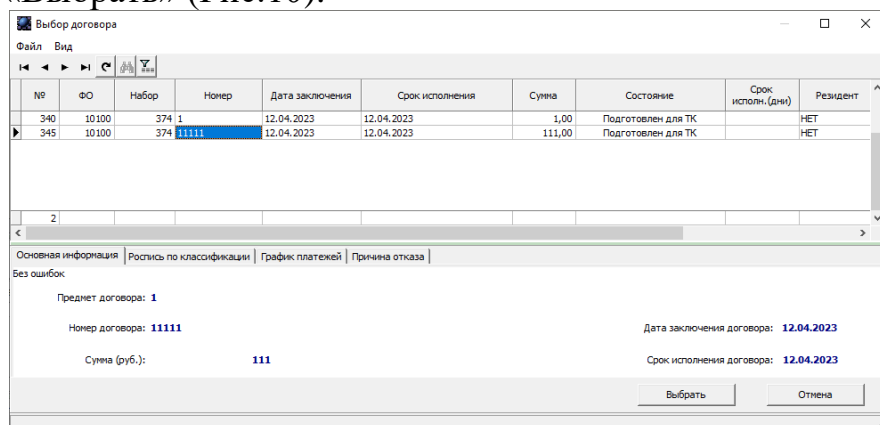 «Выбрать» (Рис.10).
Выбор договора
Файл Вид
№ ФО Набор Номер Дата заключения Срок исполнения Сумма Состояние Срок исполн.(дни) Резидент
340 10100 374 1 12.04.2023 12.04.2023 1,00 Подготовлен для ТК НЕТ
345 10100 374 11111 12.04.2023 12.04.2023 111,00 Подготовлен для ТК НЕТ
2
Основная информация Роспись по классификации График платежей Причина отказа
Без ошибок
Предмет договора: 1
Номер договора: 11111 Дата заключения договора: 12.04.2023
Сумма (руб.): 111 Срок исполнения договора: 12.04.2023
Выбрать Отмена